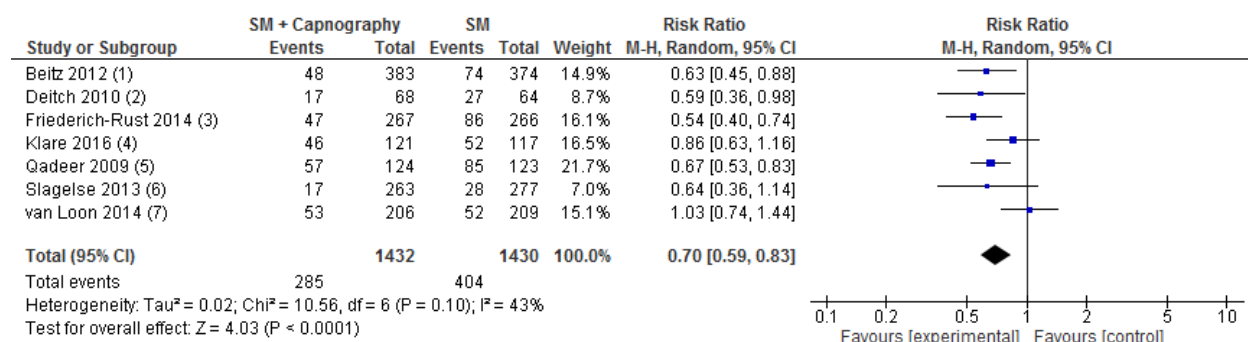 SM + Capnography SM Risk Ratio Risk Ratio
Study or Subgroup Events Total Events Total Weight M-H, Random, 95% CI M-H, Random, 95% CI
Beitz 2012 (1) 48 383 74 374 14.9% 0.63 [0.45, 0.88]
Deitch 2010 (2) 17 68 27 64 8.7% 0.59 [0.36, 0.98]
Friederich-Rust 2014 (3) 47 267 86 266 16.1% 0.54 [0.40, 0.74]
Klare 2016 (4) 46 121 52 117 16.5% 0.86 [0.63, 1.16]
Qadeer 2009 (5) 57 124 85 123 21.7% 0.67 [0.53, 0.83]
Slagelse 2013 (6) 17 263 28 277 7.0% 0.64 [0.36, 1.14]
van Loon 2014 (7) 53 206 52 209 15.1% 1.03 [0.74, 1.44]
Total (95% CI) 1432 1430 100.0% 0.70 [0.59, 0.83]
Total events 285 404
Heterogeneity: Tau² = 0.02; Chi² = 10.56, df = 6 (P = 0.10); I² = 43%
Test for overall effect: Z = 4.03 (P < 0.0001)
0.1 0.2 0.5 1 2 5 10
Favours [experimental] Favours [control]